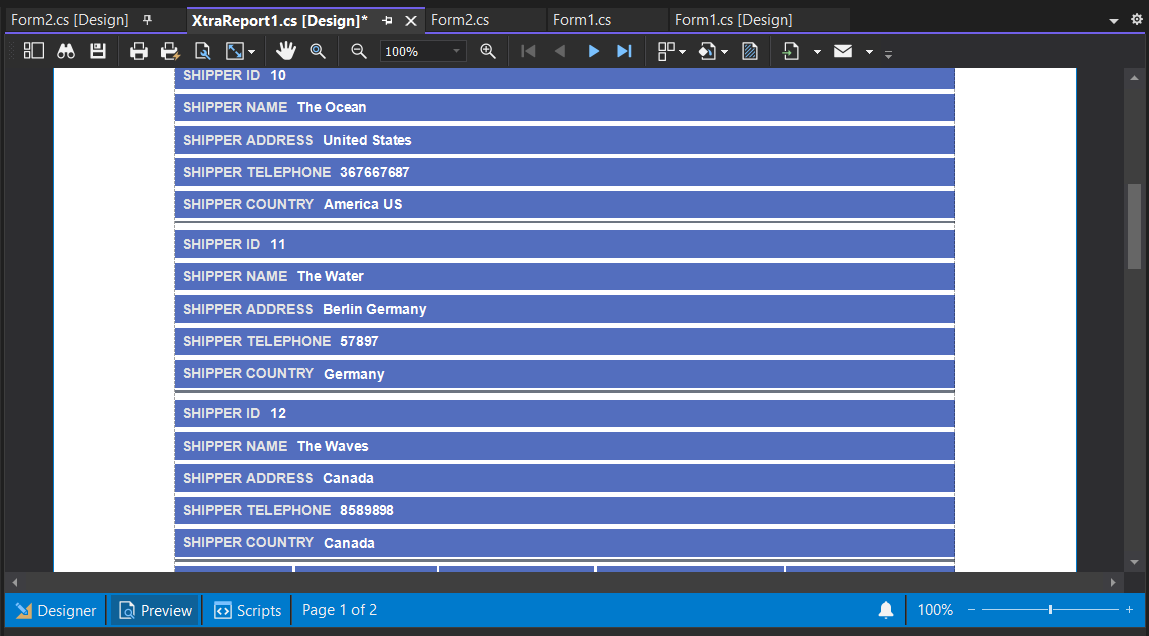 Form2.cs [Design] XtraReport1.cs [Design]* Form2.cs Form1.cs Form1.cs [Design]
100%
SHIPPER ID 10
SHIPPER NAME The Ocean
SHIPPER ADDRESS United States
SHIPPER TELEPHONE 367667687
SHIPPER COUNTRY America US
SHIPPER ID 11
SHIPPER NAME The Water
SHIPPER ADDRESS Berlin Germany
SHIPPER TELEPHONE 57897
SHIPPER COUNTRY Germany
SHIPPER ID 12
SHIPPER NAME The Waves
SHIPPER ADDRESS Canada
SHIPPER TELEPHONE 8589898
SHIPPER COUNTRY Canada
Designer Preview Scripts Page 1 of 2 100%